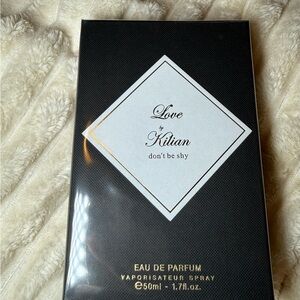 Love
by
Kilian
don't be shy
EAU DE PARFUM
VAPORISATEUR SPRAY
℮50ml - 1.7fl.oz.